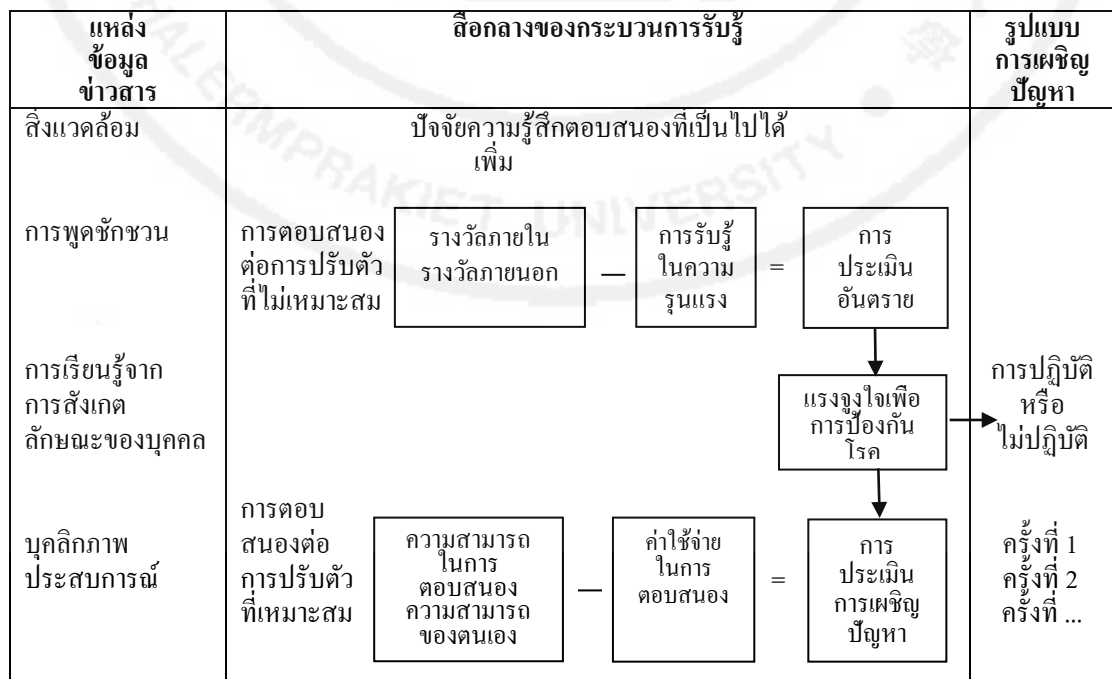 แหล่ง
ข้อมูล
ข่าวสาร
สื่อกลางของกระบวนการรับรู้
รูปแบบ
การเผชิญ
ปัญหา
สิ่งแวดล้อม
ปัจจัยความรู้สึกตอบสนองที่เป็นไปได้
เพิ่ม
การพูดชักชวน
การตอบสนอง
ต่อการปรับตัว
ที่ไม่เหมาะสม
รางวัลภายใน
รางวัลภายนอก
—
การรับรู้
ในความ
รุนแรง
=
การ
ประเมิน
อันตราย
การเรียนรู้จาก
การสังเกต
ลักษณะของบุคคล
แรงจูงใจเพื่อ
การป้องกัน
โรค
การปฏิบัติ
หรือ
ไม่ปฏิบัติ
บุคลิกภาพ
ประสบการณ์
การตอบ
สนองต่อ
การปรับตัว
ที่เหมาะสม
ความสามารถ
ในการ
ตอบสนอง
ความสามารถ
ของตนเอง
—
ค่าใช้จ่าย
ในการ
ตอบสนอง
=
การ
ประเมิน
การเผชิญ
ปัญหา
ครั้งที่ 1
ครั้งที่ 2
ครั้งที่ ...
HALERMPRAKIET UNIVERSITY